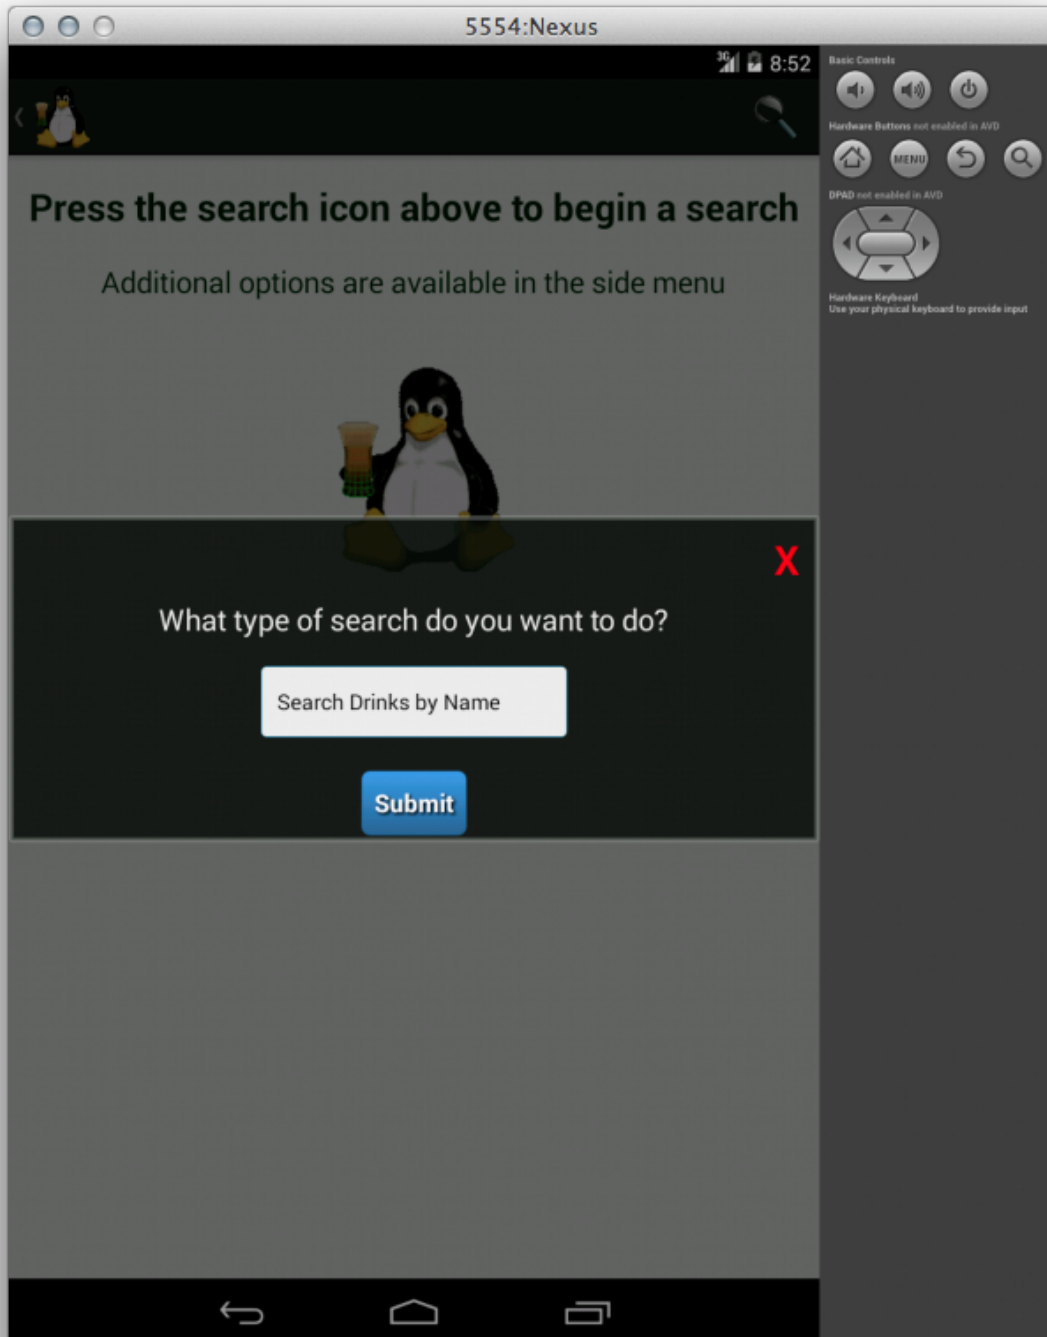 5554:Nexus
3G 8:52
Basic Controls
Hardware Buttons not enabled in AVD
MENU
DPAD not enabled in AVD
Hardware Keyboard
Use your physical keyboard to provide input
Press the search icon above to begin a search
Additional options are available in the side menu
X
What type of search do you want to do?
Search Drinks by Name
Submit